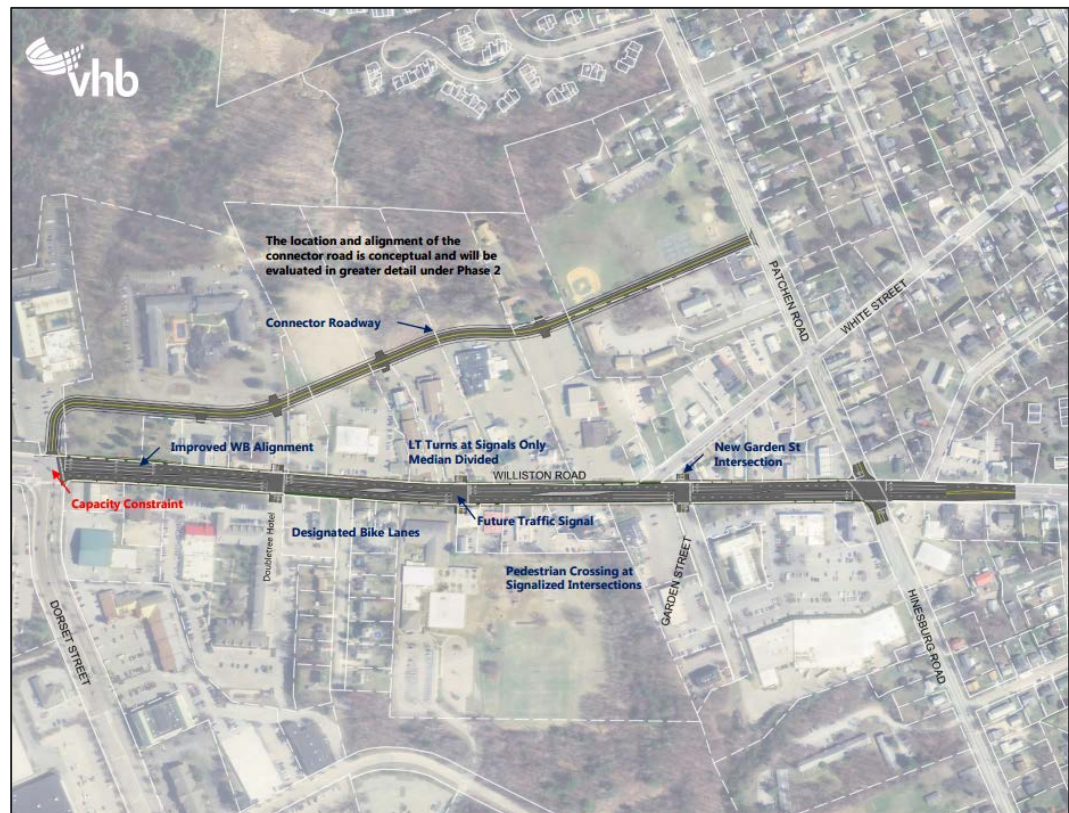 vhb
The location and alignment of the
connector road is conceptual and will be
evaluated in greater detail under Phase 2
Connector Roadway
PATCHEN ROAD
WHITE STREET
Improved WB Alignment
LT Turns at Signals Only
Median Divided
New Garden St
Intersection
WILLISTON ROAD
Capacity Constraint
Future Traffic Signal
Designated Bike Lanes
Doubletree Hotel
Pedestrian Crossing at
Signalized Intersections
GARDEN STREET
DORSET STREET
HINESBURG ROAD